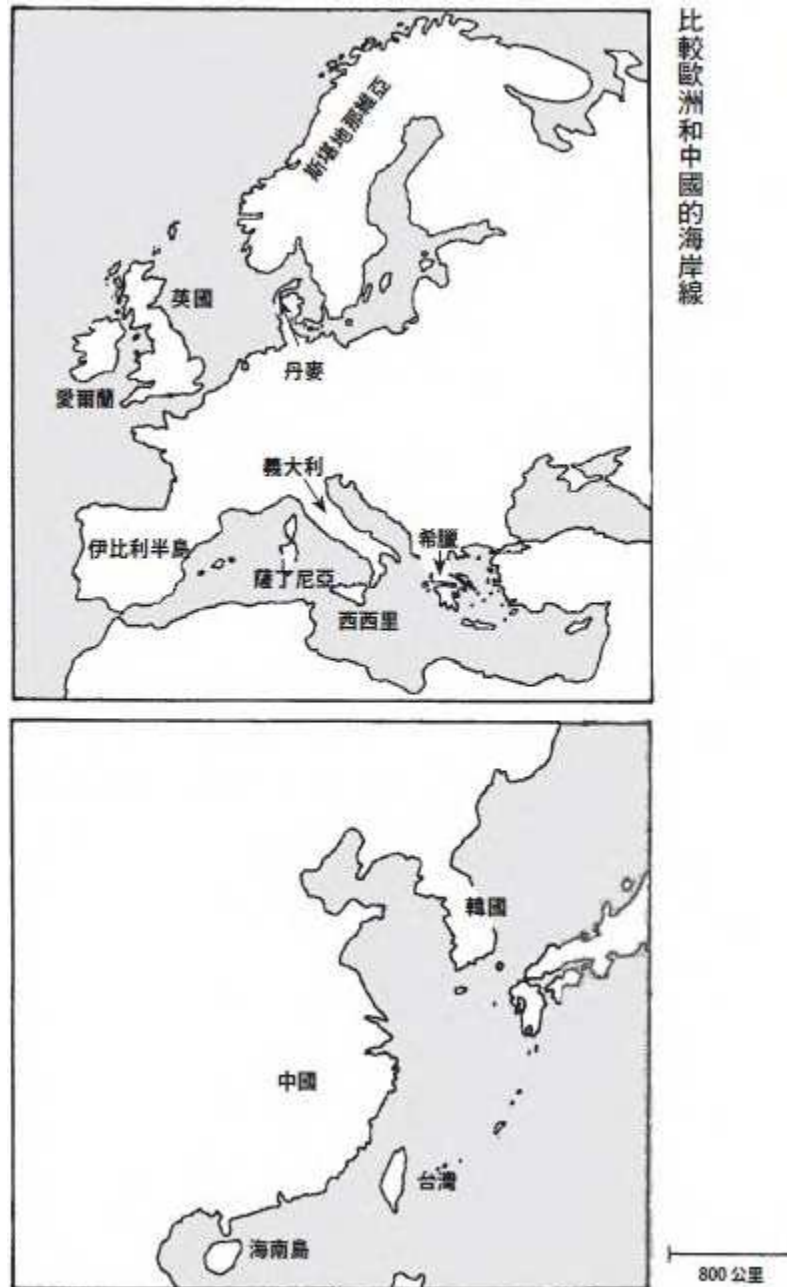 比較歐洲和中國的海岸線
斯堪地那維亞
英國
愛爾蘭
丹麥
義大利
伊比利半島
希臘
薩丁尼亞
西西里
韓國
中國
台灣
海南島
800 公里